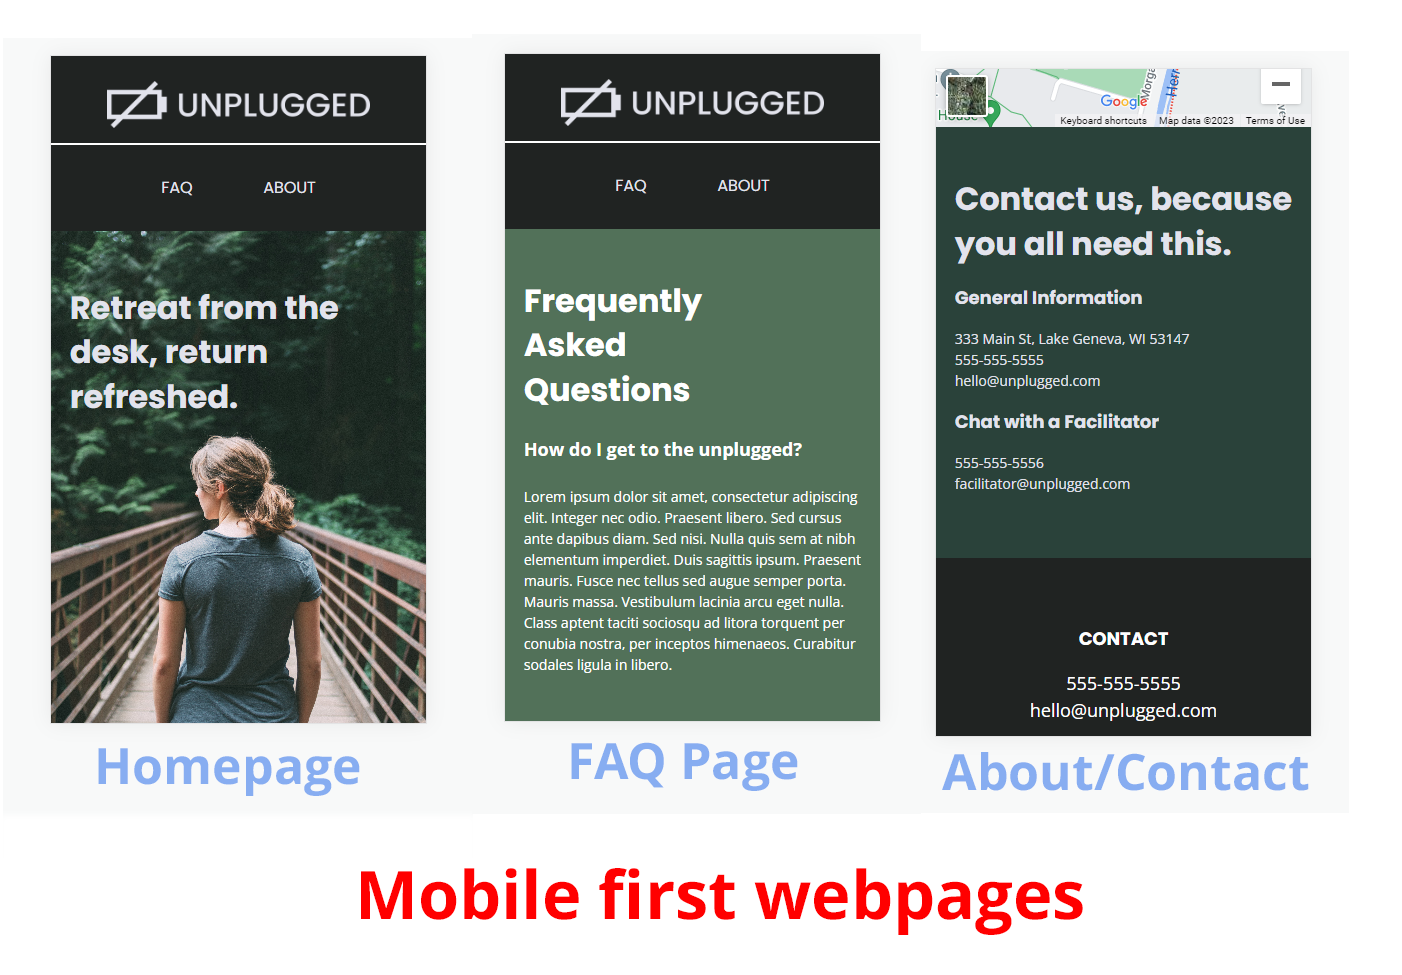 UNPLUGGED
FAQ ABOUT
Retreat from the
desk, return
refreshed.
Homepage
UNPLUGGED
FAQ ABOUT
Frequently
Asked
Questions
How do I get to the unplugged?
Lorem ipsum dolor sit amet, consectetur adipiscing
elit. Integer nec odio. Praesent libero. Sed cursus
ante dapibus diam. Sed nisi. Nulla quis sem at nibh
elementum imperdiet. Duis sagittis ipsum. Praesent
mauris. Fusce nec tellus sed augue semper porta.
Mauris massa. Vestibulum lacinia arcu eget nulla.
Class aptent taciti sociosqu ad litora torquent per
conubia nostra, per inceptos himenaeos. Curabitur
sodales ligula in libero.
FAQ Page
Morga
Herr
Google
House
Keyboard shortcuts Map data ©2023 Terms of Use
Contact us, because
you all need this.
General Information
333 Main St, Lake Geneva, WI 53147
555-555-5555
hello@unplugged.com
Chat with a Facilitator
555-555-5556
facilitator@unplugged.com
CONTACT
555-555-5555
hello@unplugged.com
About/Contact
Mobile first webpages